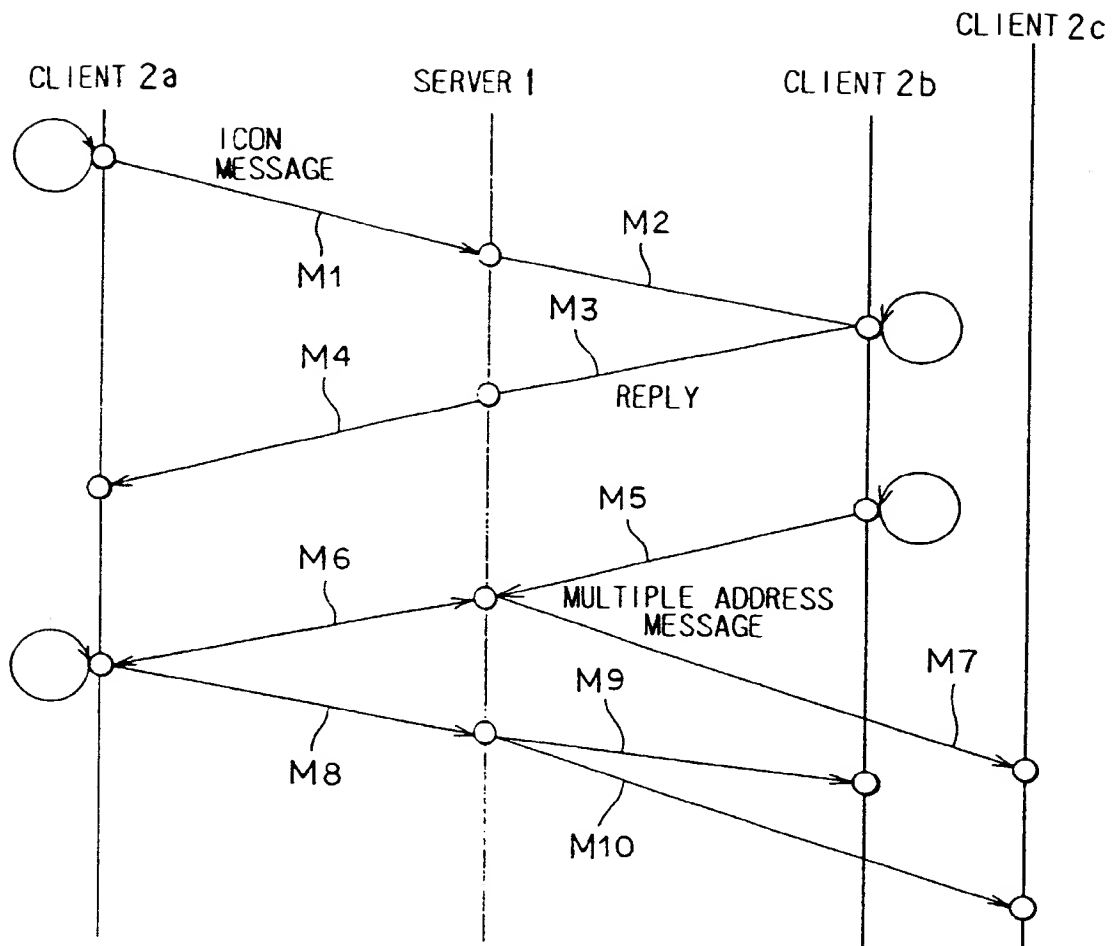 CLIENT 2c
CLIENT 2a
SERVER 1
CLIENT 2b
ICON
MESSAGE
M1
M2
M3
M4
REPLY
M5
M6
MULTIPLE ADDRESS
MESSAGE
M7
M8
M9
M10